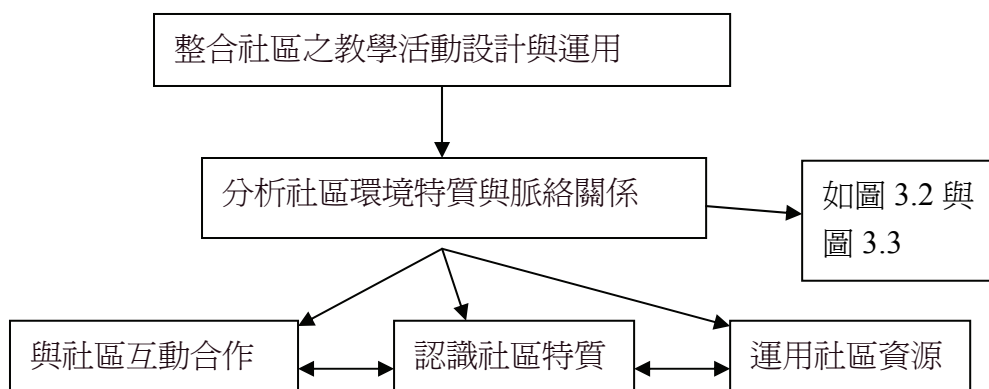 整合社區之教學活動設計與運用
分析社區環境特質與脈絡關係
如圖 3.2 與
圖 3.3
與社區互動合作
認識社區特質
運用社區資源